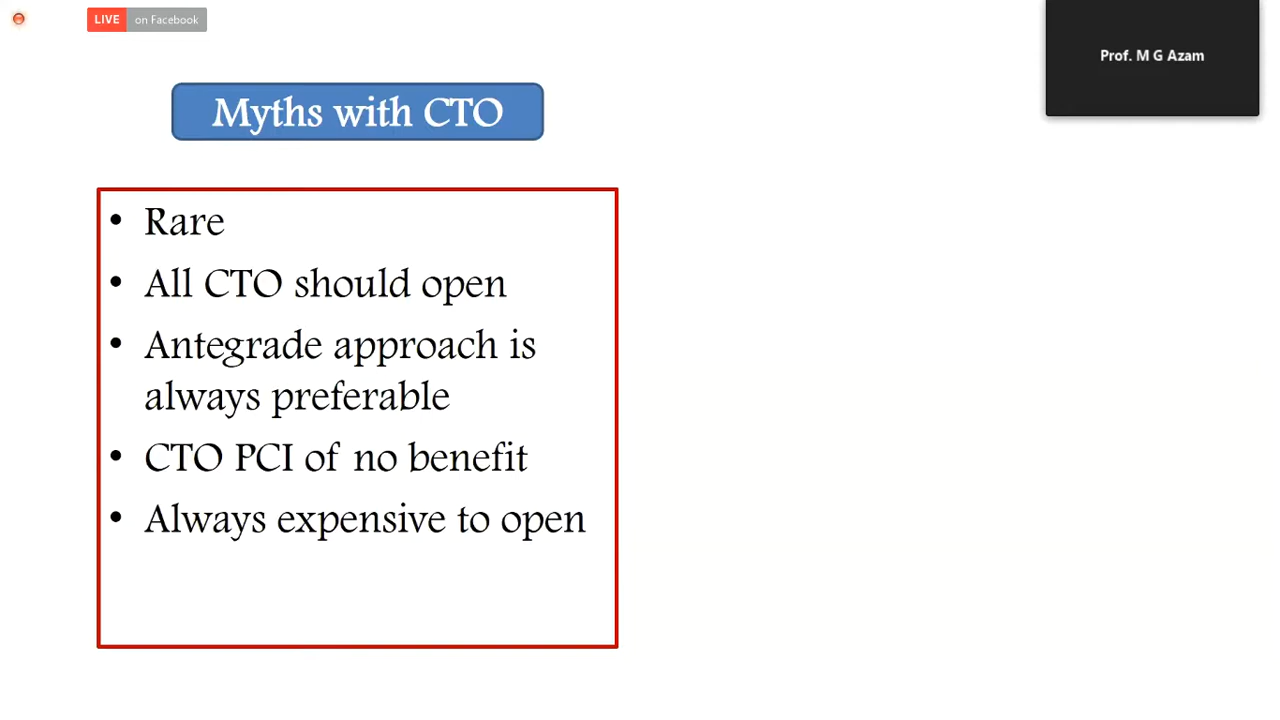 LIVE on Facebook
Prof. M G Azam
Myths with CTO
• Rare
• All CTO should open
• Antegrade approach is
always preferable
• CTO PCI of no benefit
• Always expensive to open